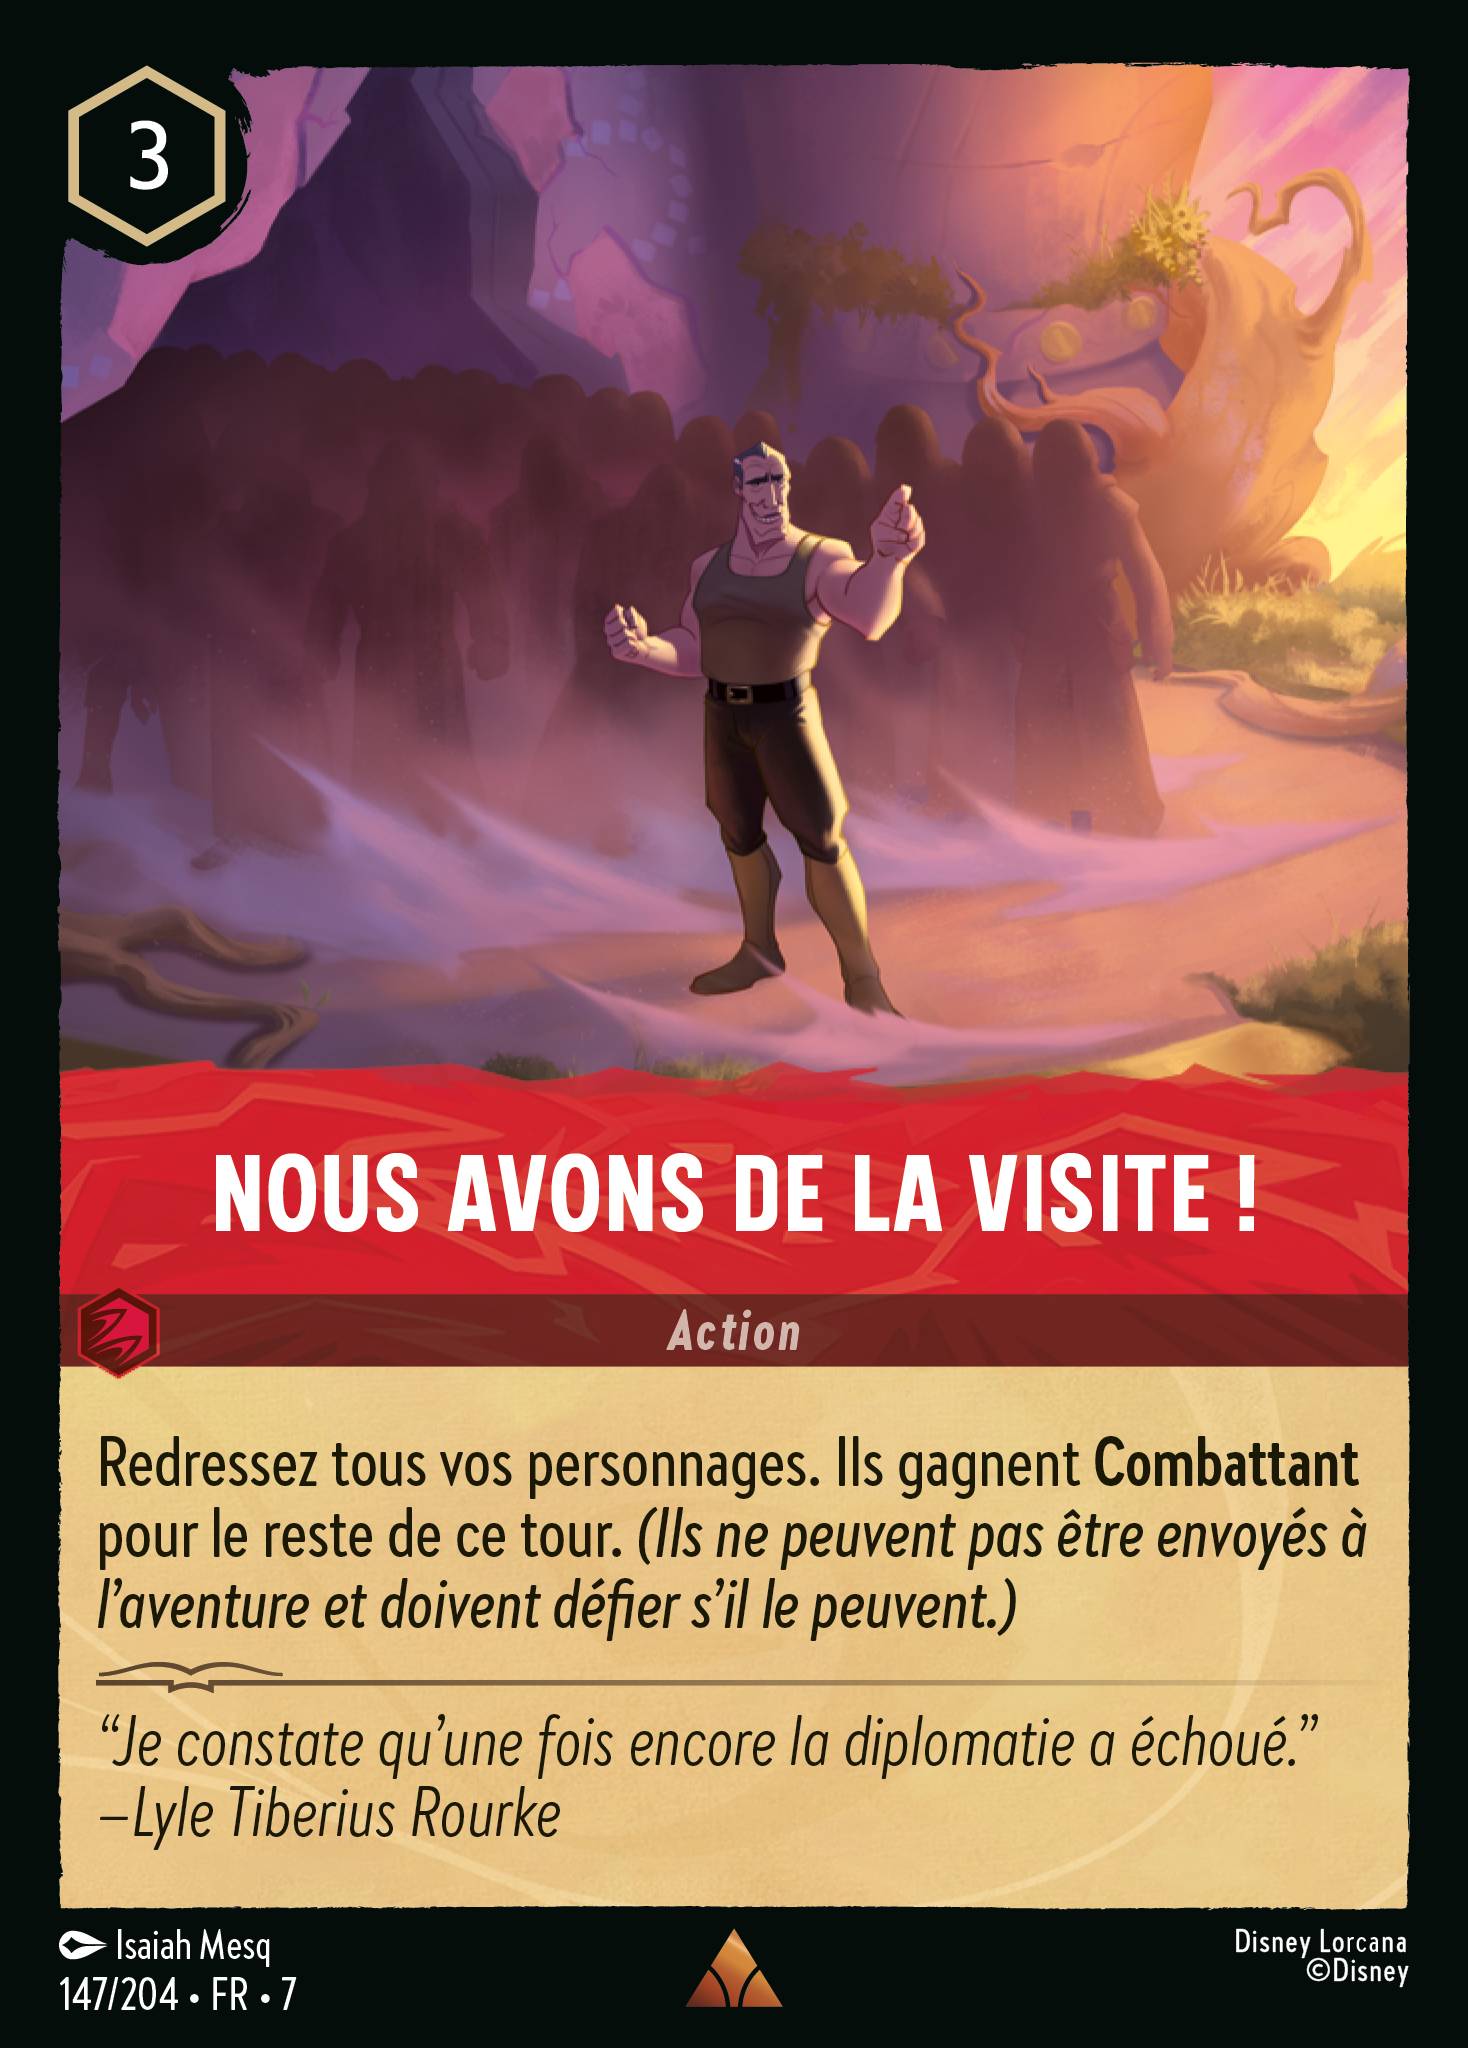 3
NOUS AVONS DE LA VISITE !
Action
Redressez tous vos personnages. Ils gagnent Combattant
pour le reste de ce tour. (Ils ne peuvent pas être envoyés à
l’aventure et doivent défier s’il le peuvent.)
“Je constate qu’une fois encore la diplomatie a échoué.”
–Lyle Tiberius Rourke
Isaiah Mesq
147/204 • FR • 7
Disney Lorcana
©Disney